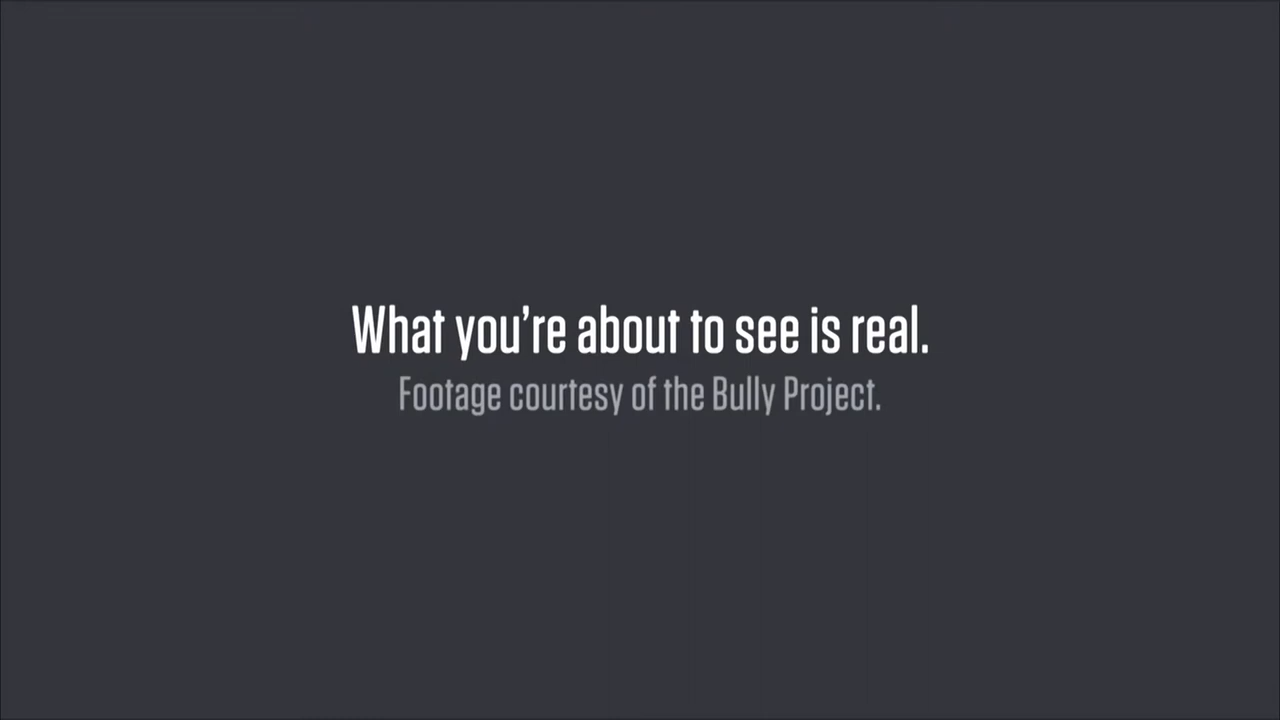 What you’re about to see is real.
Footage courtesy of the Bully Project.